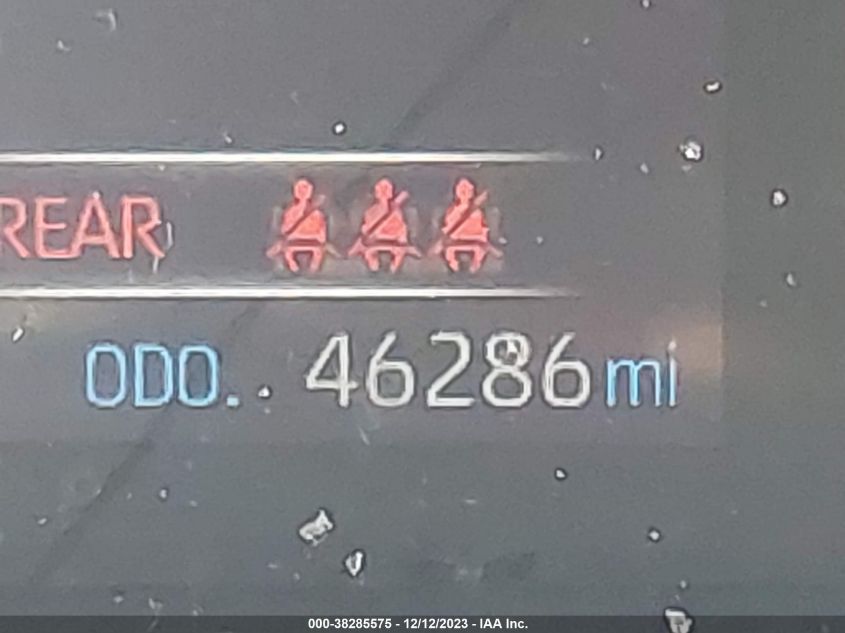 REAR
ODO. 46286 mi
000-38285575 - 12/12/2023 - IAA Inc.